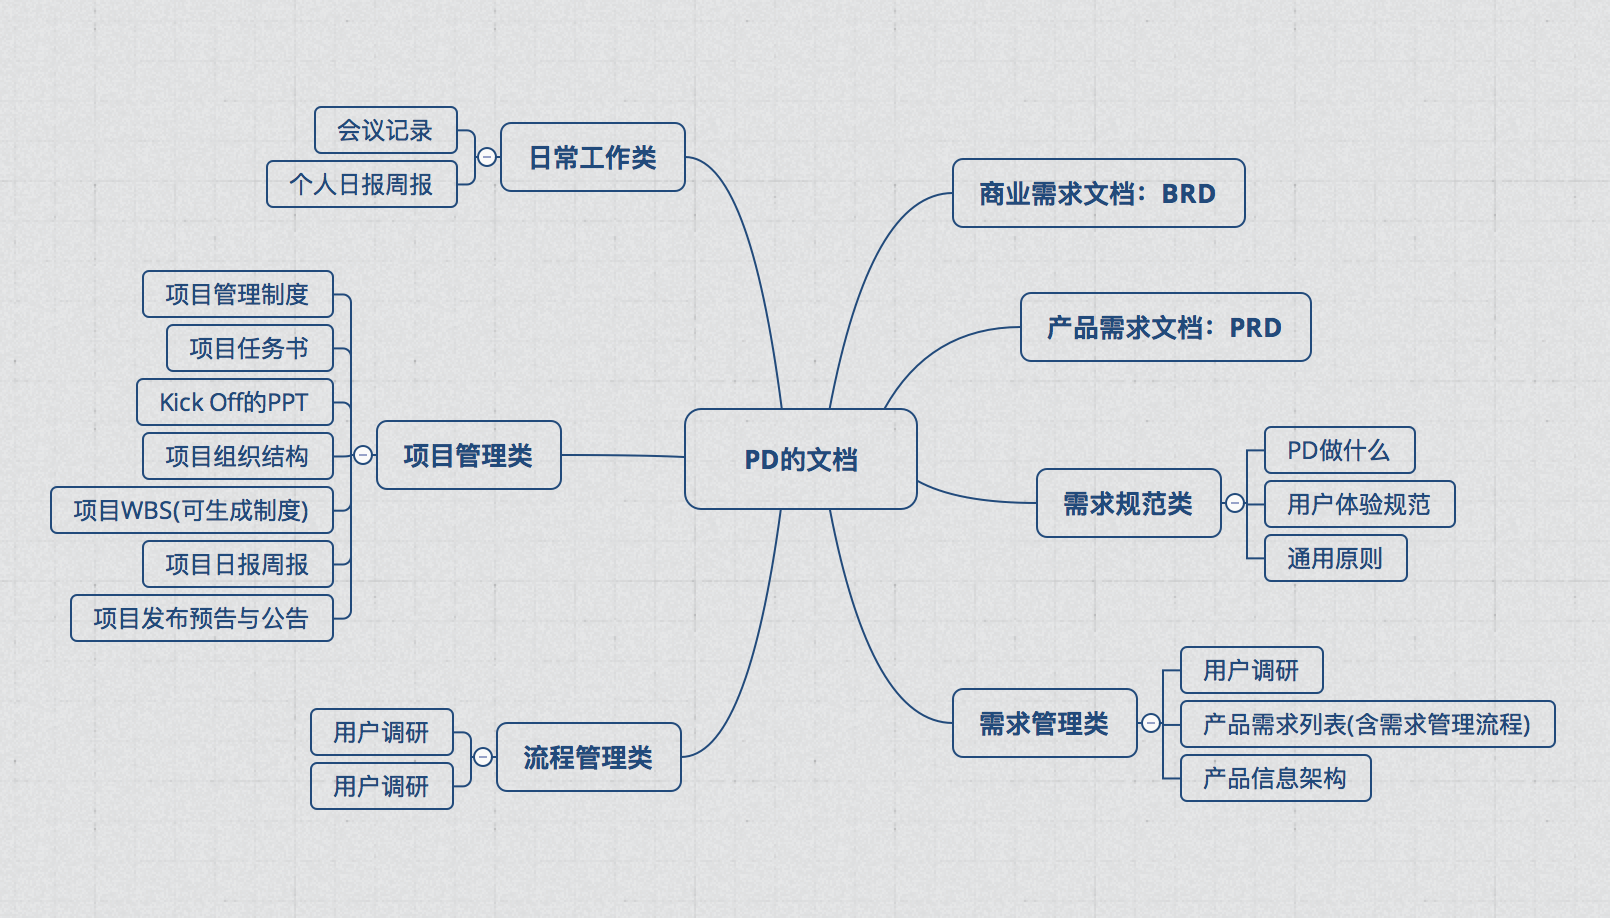 PD的文档
商业需求文档：BRD
产品需求文档：PRD
需求规范类
PD做什么
用户体验规范
通用原则
需求管理类
用户调研
产品需求列表(含需求管理流程)
产品信息架构
日常工作类
会议记录
个人日报周报
项目管理类
项目管理制度
项目任务书
Kick Off的PPT
项目组织结构
项目WBS(可生成制度)
项目日报周报
项目发布预告与公告
流程管理类
用户调研
用户调研